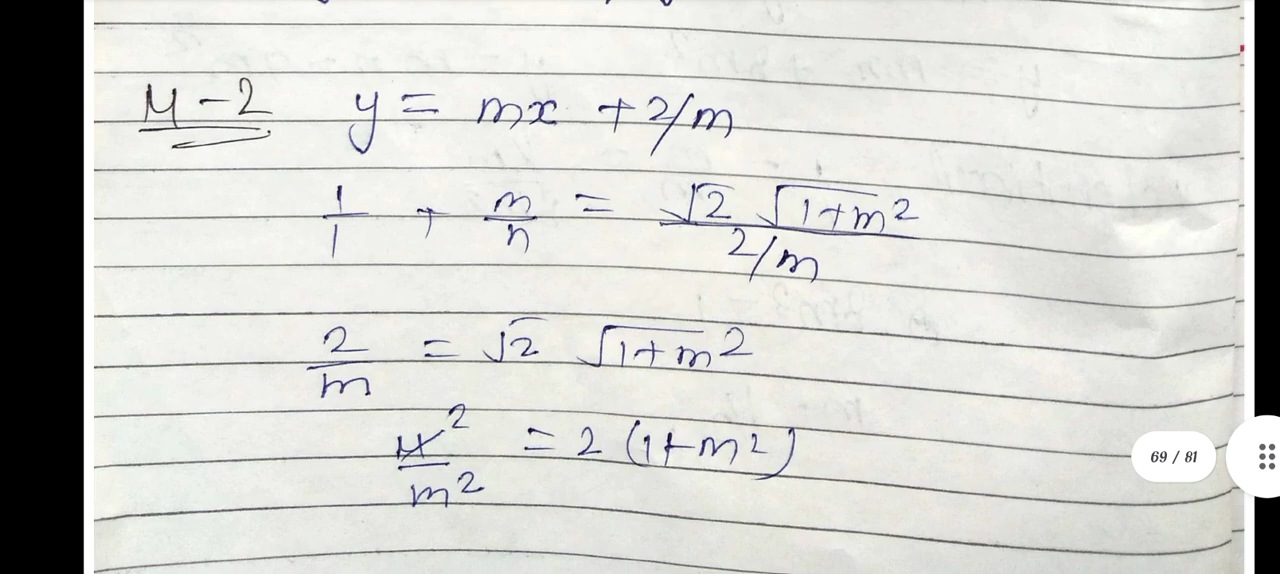 M-2 y = mx + 2/m
1/1 + m/n = √2 √1+m² / 2/m
2/m = √2 √1+m²
4² / m² = 2 (1+m²)
69 / 81